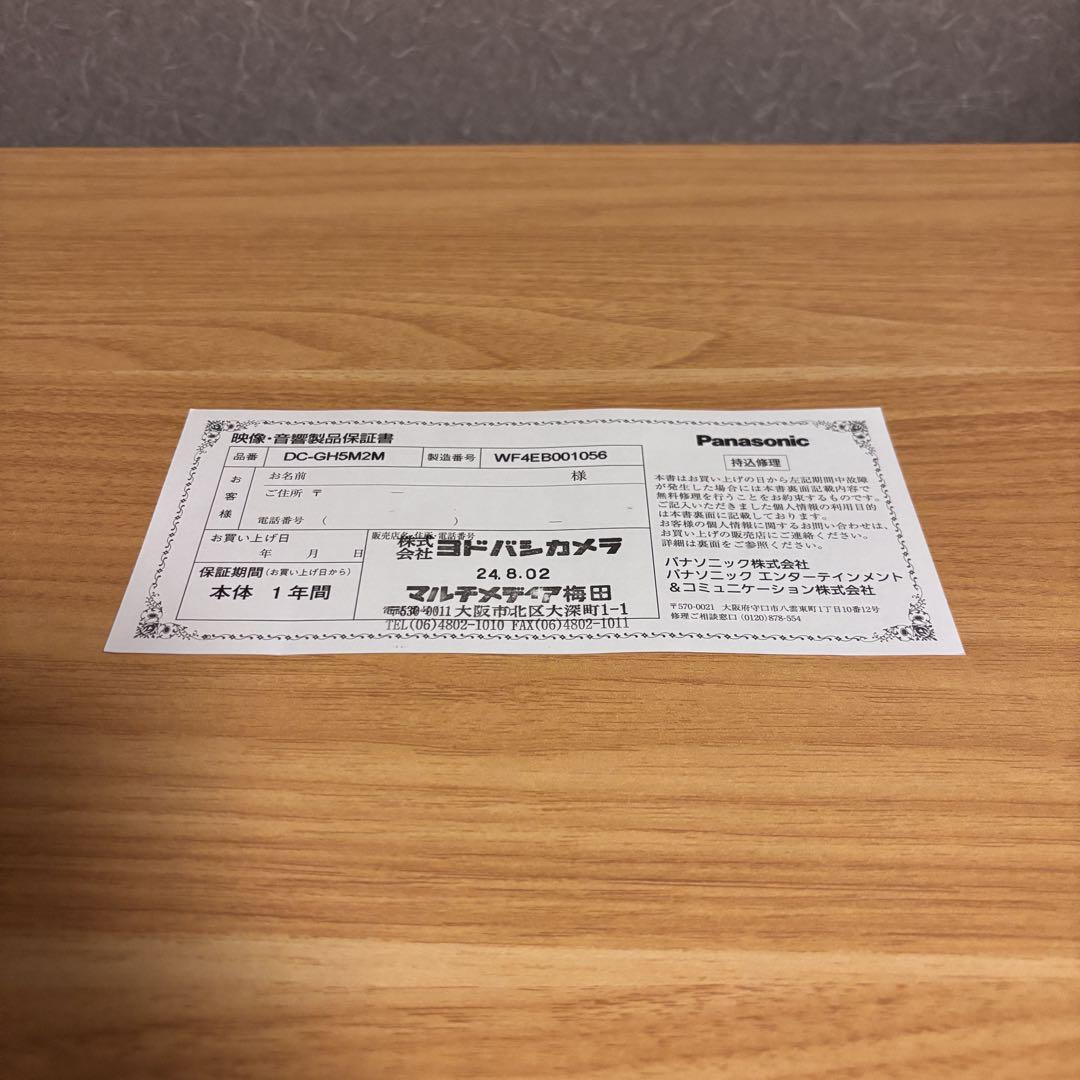 映像・音響製品保証書
品番 DC-GH5M2M 製造番号 WF4EB001056
お客様
お名前 様
ご住所 〒 ―
電話番号 ( ) ―
お買い上げ日
年 月 日
保証期間(お買い上げ日から)
本体 1年間
販売店名・住所・電話番号
株式会社ヨドバシカメラ
24.8.02
マルチメディア梅田
〒530-0011 大阪市北区大深町1-1
TEL(06)4802-1010 FAX(06)4802-1011
Panasonic
持込修理
本書はお買い上げの日から左記期間中故障
が発生した場合には本書裏面記載内容で
無料修理を行うことをお約束するものです。
ご記入いただきました個人情報の利用目的
は本書裏面に記載しております。
お客様の個人情報に関するお問い合わせは、
お買い上げの販売店にご連絡ください。
詳細は裏面をご参照ください。
パナソニック株式会社
パナソニック エンターテインメント
&コミュニケーション株式会社
〒570-0021 大阪府守口市八雲東町1丁目10番12号
修理ご相談窓口 (0120)878-554